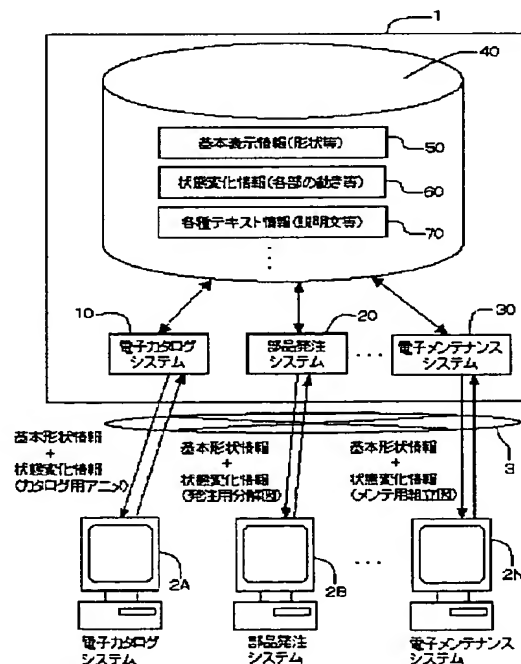 1
40
基本表示情報(形状等)
50
状態変化情報(各部の動き等)
60
各種テキスト情報(説明文等)
70
10
20
30
電子カタログ
システム
部品発注
システム
電子メンテナンス
システム
3
基本形状情報
+
状態変化情報
(カタログ用アニメ)
基本形状情報
+
状態変化情報
(発注用分解図)
基本形状情報
+
状態変化情報
(メンテ用組立図)
2A
2B
2N
電子カタログ
システム
部品発注
システム
電子メンテナンス
システム